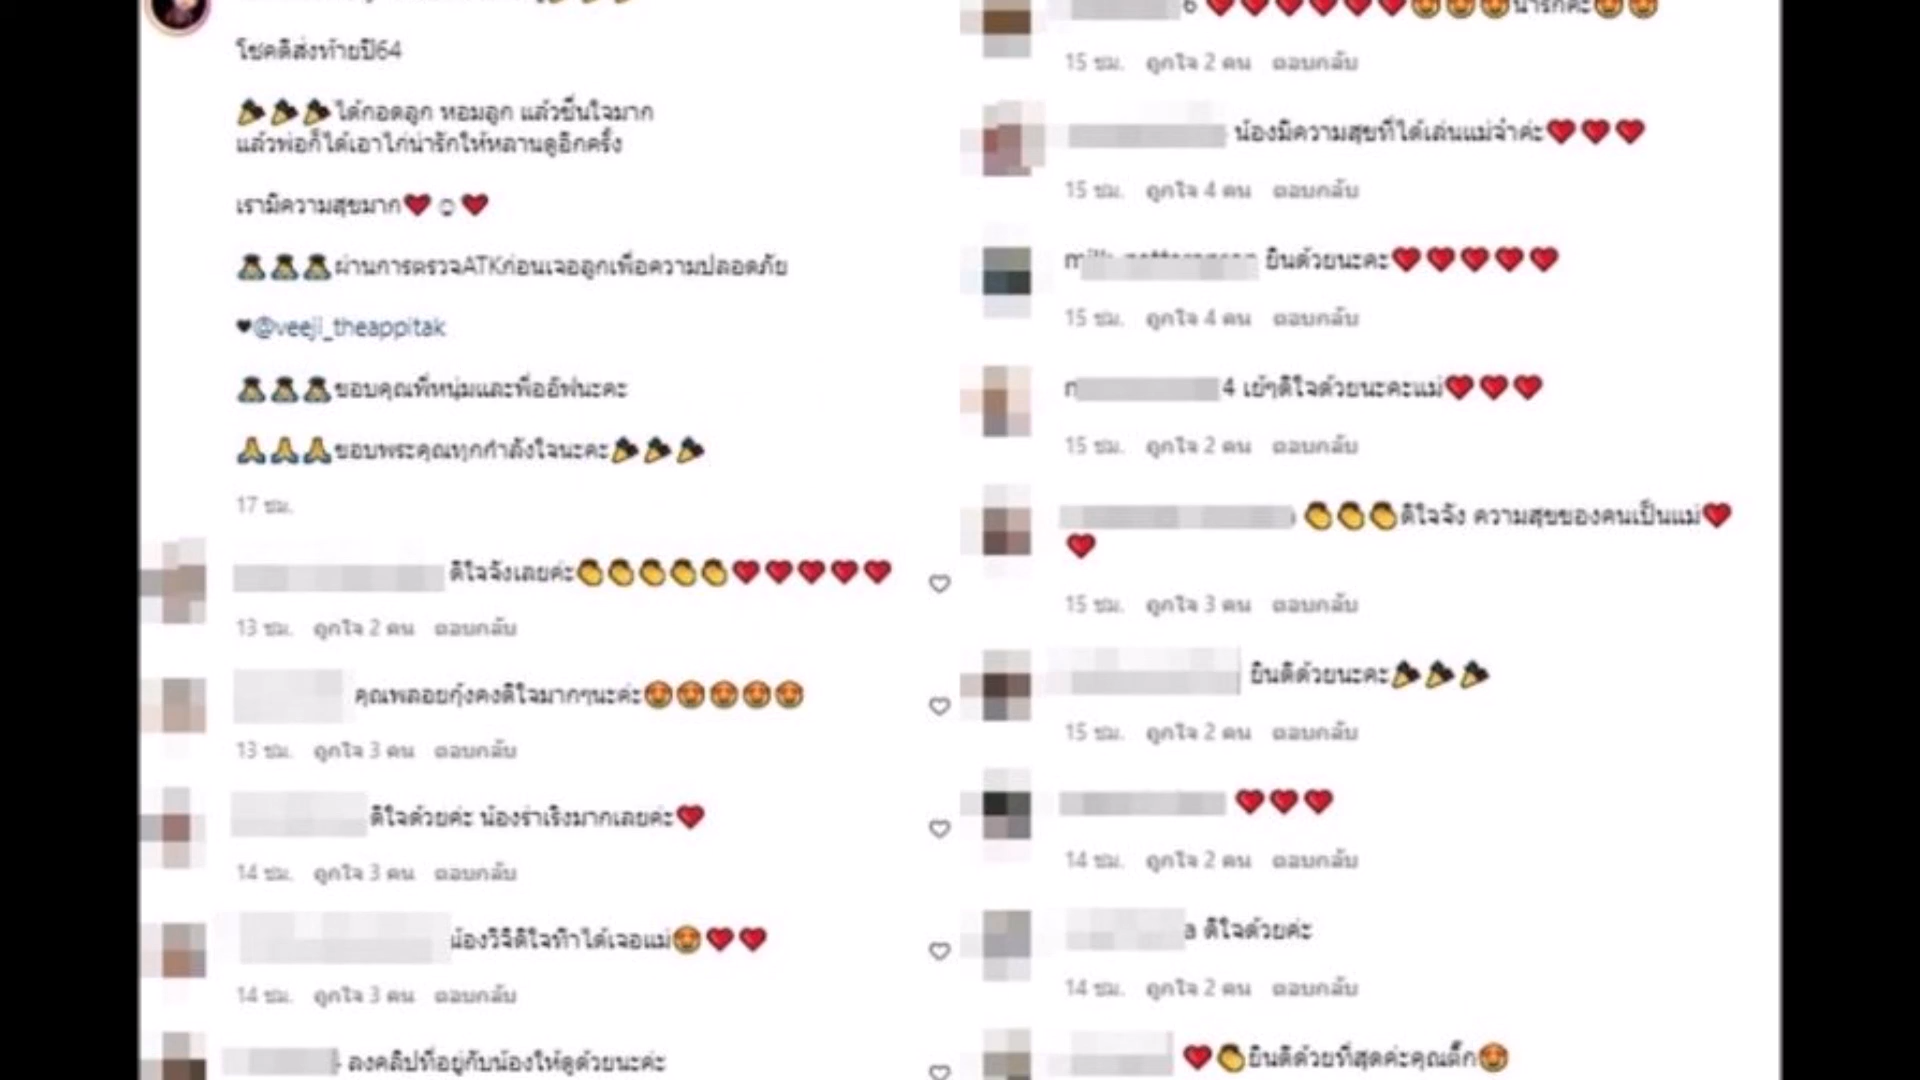 โชคดีส่งท้ายปี64
ได้กอดลูก หอมลูก แล้วชื่นใจมาก
แล้วพ่อก็ได้เอาไก่น่ารักให้หลานดูอีกครั้ง
เรามีความสุขมาก❤️☺❤️
ผ่านการตรวจATKก่อนเจอลูกเพื่อความปลอดภัย
♥@veeji_theappitak
ขอบคุณพี่หนุ่มและพี่ออัฟนะคะ
🙏🙏🙏ขอบพระคุณทุกกำลังใจนะคะ🎉🎉🎉
17 ชม.
ดีใจจังเลยค่ะ👏👏👏👏👏❤️❤️❤️❤️❤️
13 ชม. ถูกใจ 2 คน ตอบกลับ
คุณพลอยกุ้งคงดีใจมากๆนะค่ะ😍😍😍😍😍
13 ชม. ถูกใจ 3 คน ตอบกลับ
ดีใจด้วยค่ะ น้องร่าเริงมากเลยค่ะ❤️
14 ชม. ถูกใจ 3 คน ตอบกลับ
น้องวีจิดีใจท๊าได้เจอแม่😍❤️❤️
14 ชม. ถูกใจ 3 คน ตอบกลับ
ลงคลิปที่อยู่กับน้องให้ดูด้วยนะค่ะ
6 ❤️❤️❤️❤️❤️❤️😍😍😍น่ารักค่ะ😍😍
15 ชม. ถูกใจ 2 คน ตอบกลับ
น้องมีความสุขที่ได้เล่นแม่จ๋าค่ะ❤️❤️❤️
15 ชม. ถูกใจ 4 คน ตอบกลับ
ยินด้วยนะคะ❤️❤️❤️❤️❤️
15 ชม. ถูกใจ 4 คน ตอบกลับ
4 เย้ๆดีใจด้วยนะคะแม่❤️❤️❤️
15 ชม. ถูกใจ 2 คน ตอบกลับ
👏👏👏ดีใจจัง ความสุขของคนเป็นแม่❤️
❤️
15 ชม. ถูกใจ 3 คน ตอบกลับ
ยินดีด้วยนะคะ🎉🎉🎉
15 ชม. ถูกใจ 2 คน ตอบกลับ
❤️❤️❤️
14 ชม. ถูกใจ 2 คน ตอบกลับ
a ดีใจด้วยค่ะ
14 ชม. ถูกใจ 2 คน ตอบกลับ
❤️👏ยินดีด้วยที่สุดค่ะคุณติ๊ก😍